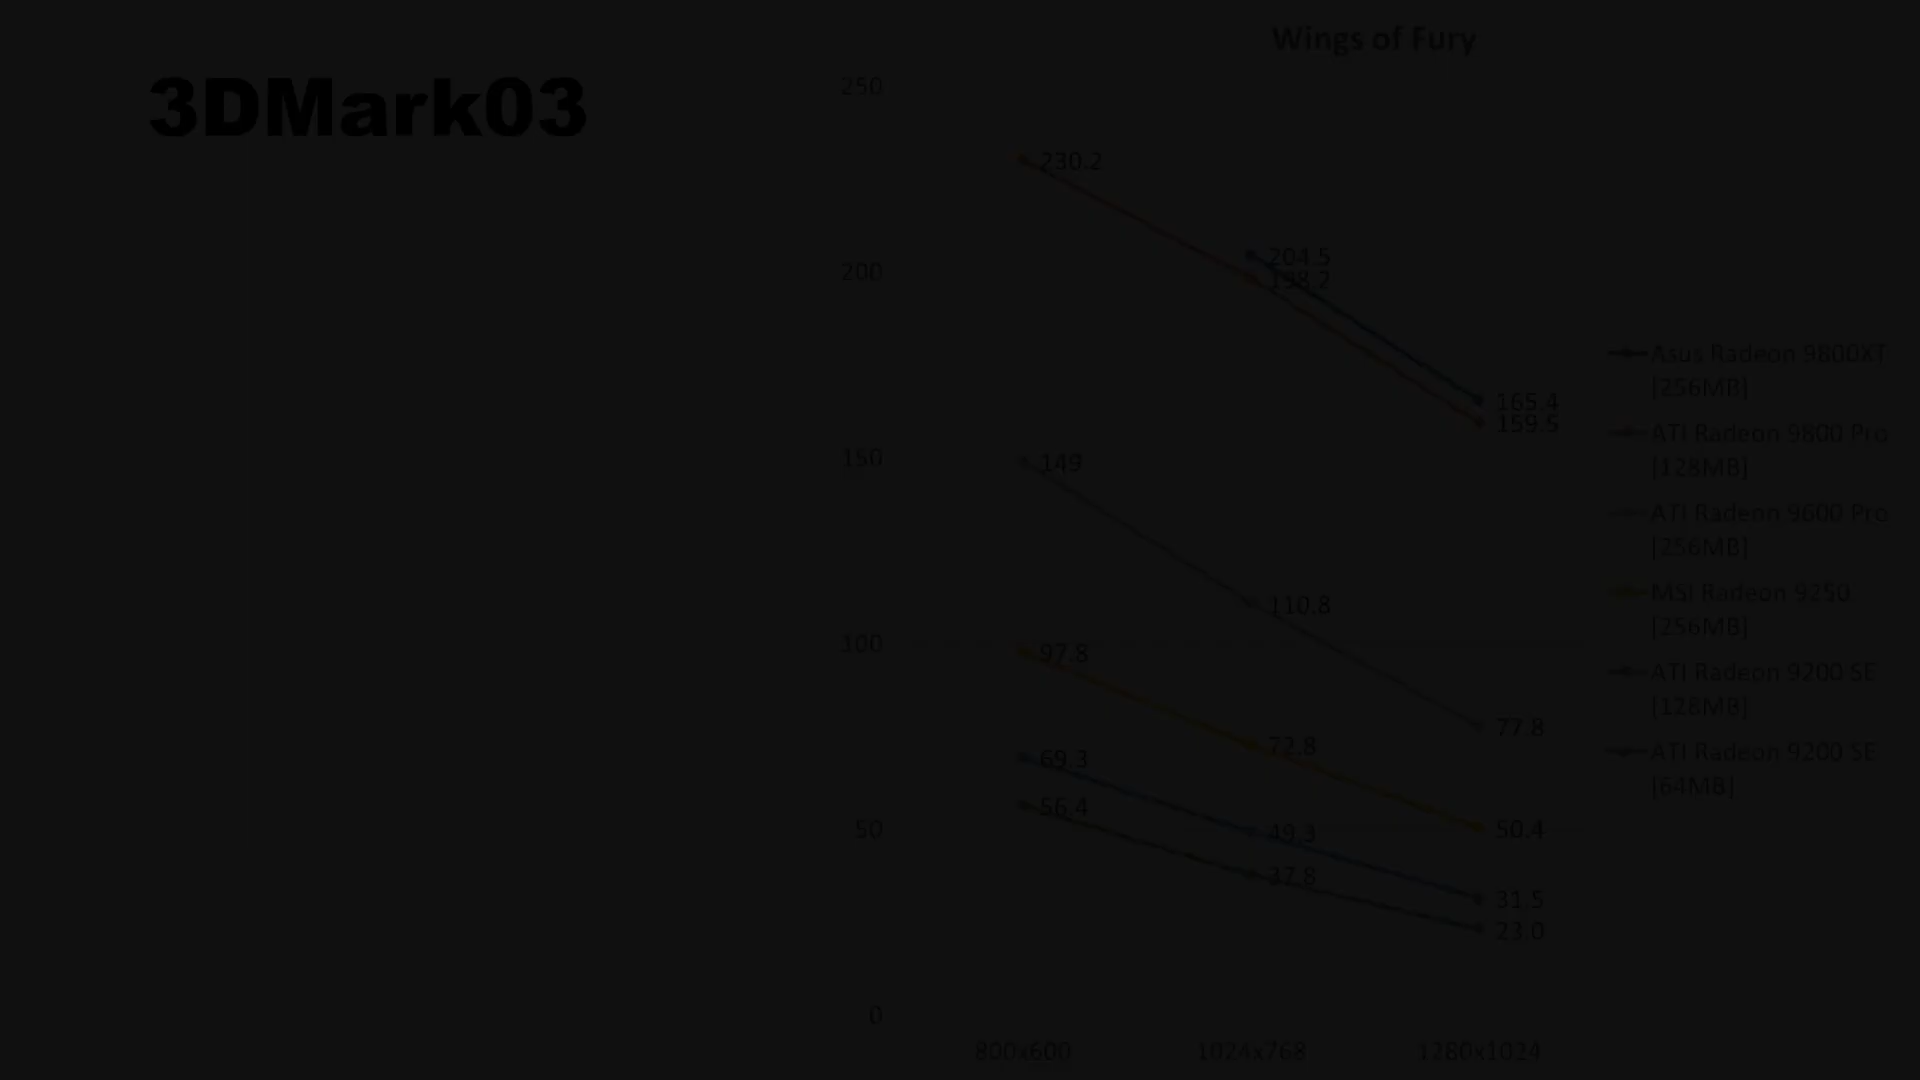 3DMark03
Wings of Fury
250
200
150
100
50
0
230.2
204.5
198.2
165.4
159.5
149
110.8
77.8
97.8
72.8
50.4
69.3
49.3
31.5
56.4
37.8
23.0
800x600
1024x768
1280x1024
Asus Radeon 9800XT
[256MB]
ATI Radeon 9800 Pro
[128MB]
ATI Radeon 9600 Pro
[256MB]
MSI Radeon 9250
[256MB]
ATI Radeon 9200 SE
[128MB]
ATI Radeon 9200 SE
[64MB]